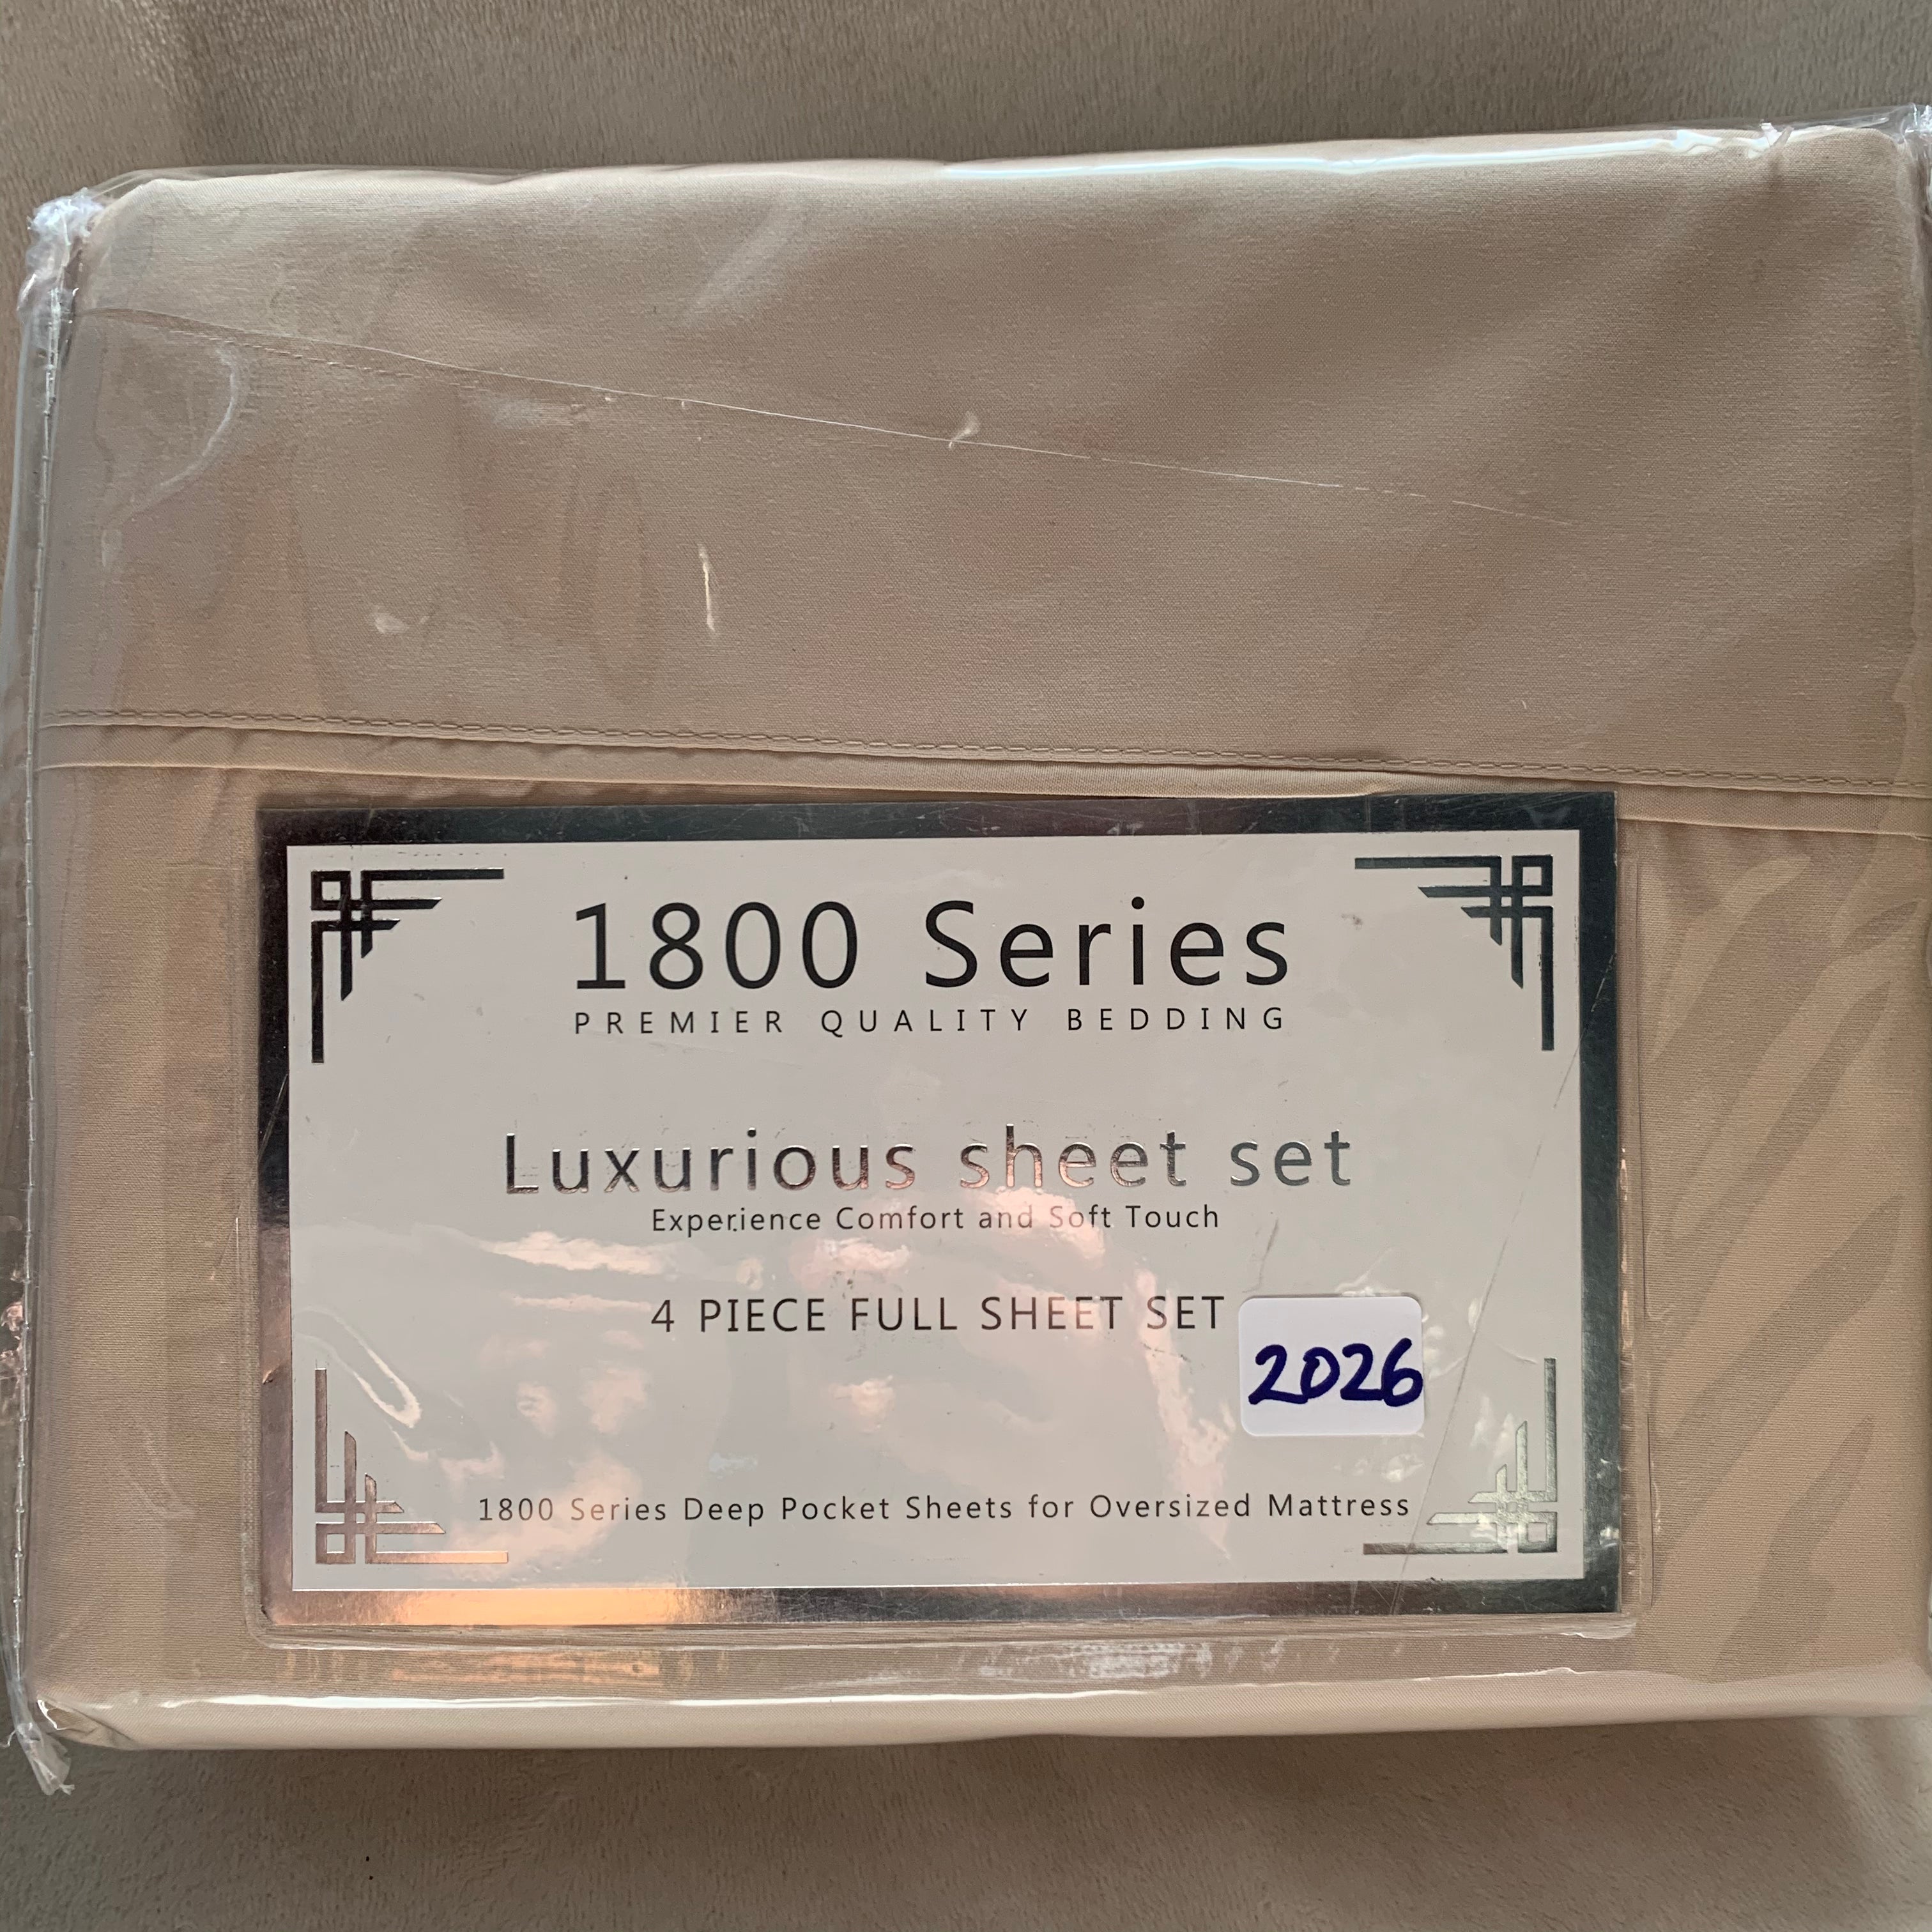 1800 Series
PREMIER QUALITY BEDDING
Luxurious sheet set
Experience Comfort and Soft Touch
4 PIECE FULL SHEET SET
2026
1800 Series Deep Pocket Sheets for Oversized Mattress